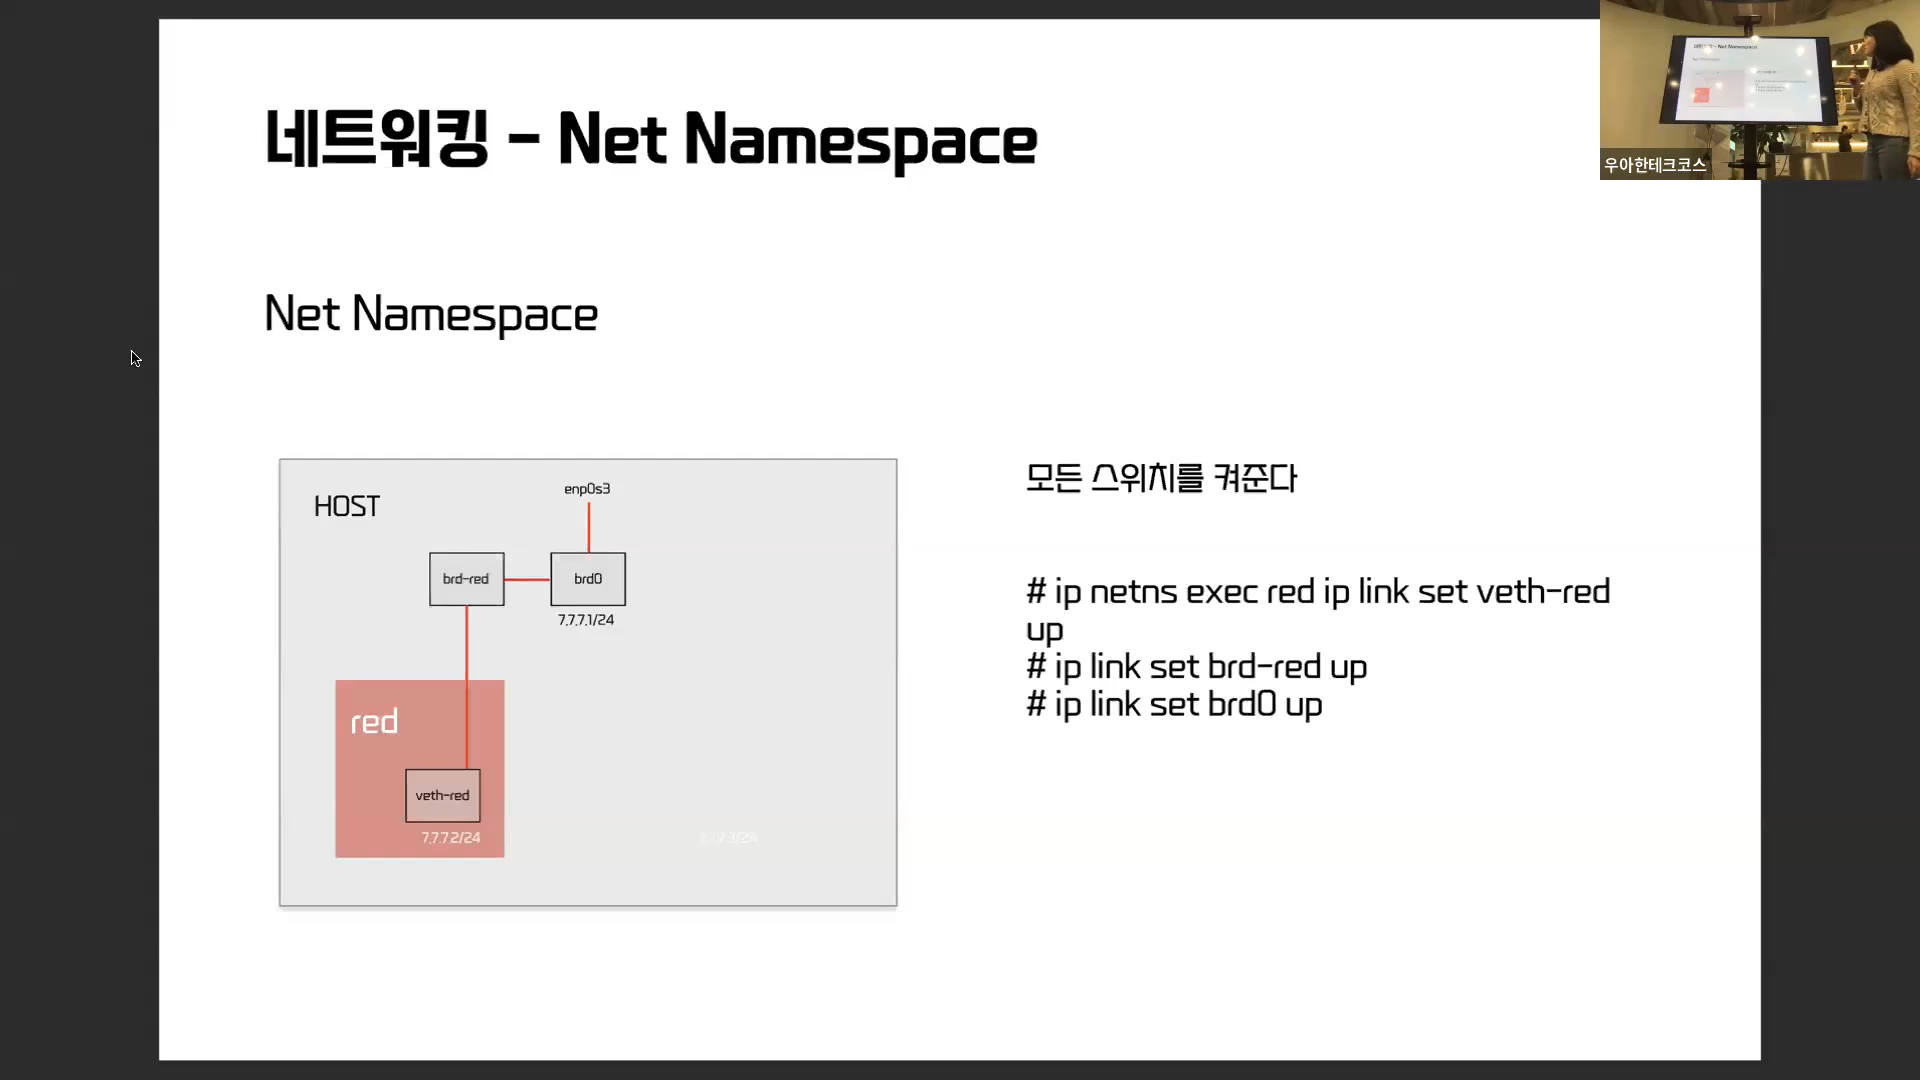 네트워킹 - Net Namespace
우아한테크코스
Net Namespace
HOST
enp0s3
brd-red
brd0
7.7.7.1/24
red
veth-red
7.7.7.2/24
모든 스위치를 켜준다
# ip netns exec red ip link set veth-red
up
# ip link set brd-red up
# ip link set brd0 up